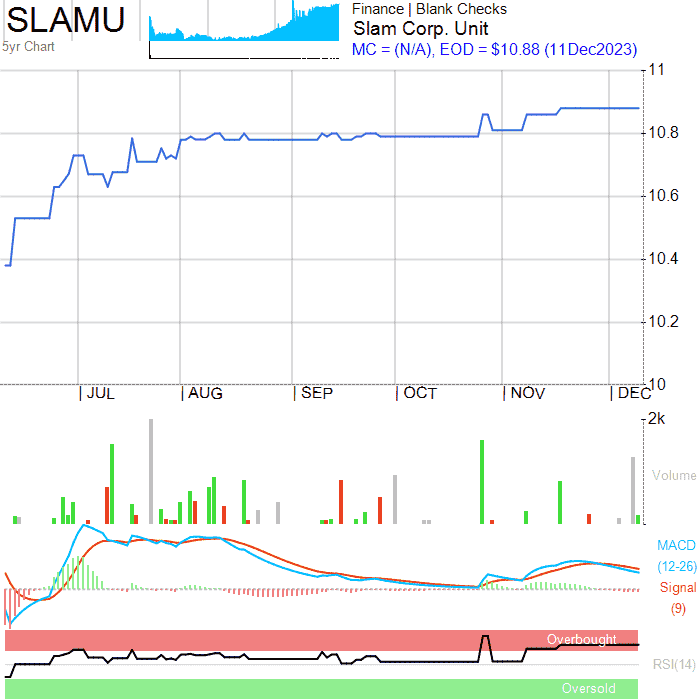 SLAMU
5yr Chart
Finance | Blank Checks
Slam Corp. Unit
MC = (N/A), EOD = $10.88 (11Dec2023)
11
10.8
10.6
10.4
10.2
10
| JUL | AUG | SEP | OCT | NOV | DEC
2k
Volume
MACD
(12-26)
Signal
(9)
Overbought
RSI(14)
Oversold